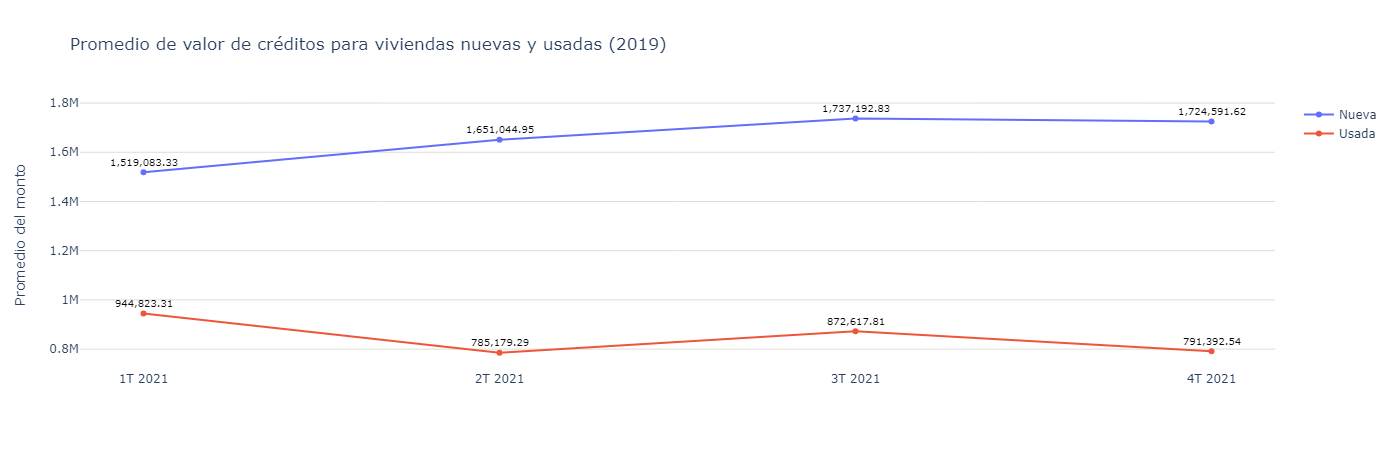 Promedio de valor de créditos para viviendas nuevas y usadas (2019)
Promedio del monto
1.8M
1.6M
1.4M
1.2M
1M
0.8M
1,519,083.33
1,651,044.95
1,737,192.83
1,724,591.62
944,823.31
785,179.29
872,617.81
791,392.54
1T 2021
2T 2021
3T 2021
4T 2021
Nueva
Usada